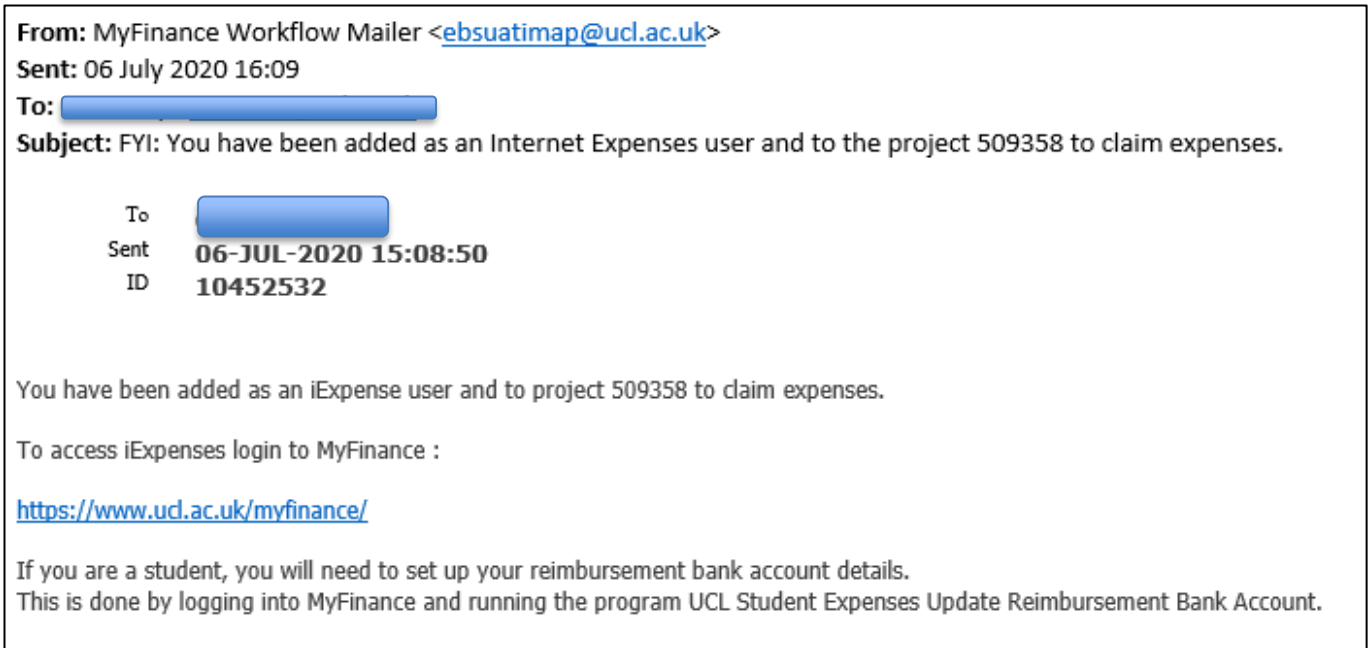 From: MyFinance Workflow Mailer <ebsuatimap@ucl.ac.uk>
Sent: 06 July 2020 16:09
To:
Subject: FYI: You have been added as an Internet Expenses user and to the project 509358 to claim expenses.
To
Sent 06-JUL-2020 15:08:50
ID 10452532
You have been added as an iExpense user and to project 509358 to claim expenses.
To access iExpenses login to MyFinance :
https://www.ucl.ac.uk/myfinance/
If you are a student, you will need to set up your reimbursement bank account details.
This is done by logging into MyFinance and running the program UCL Student Expenses Update Reimbursement Bank Account.